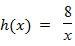 h(x) = 8/x